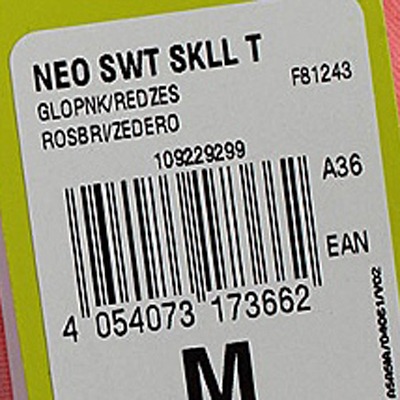 NEO SWT SKLL T
F81243
GLOPNK/REDZES
ROSBRI/ZEDERO
109229299
A36
EAN
4 054073 173662
M